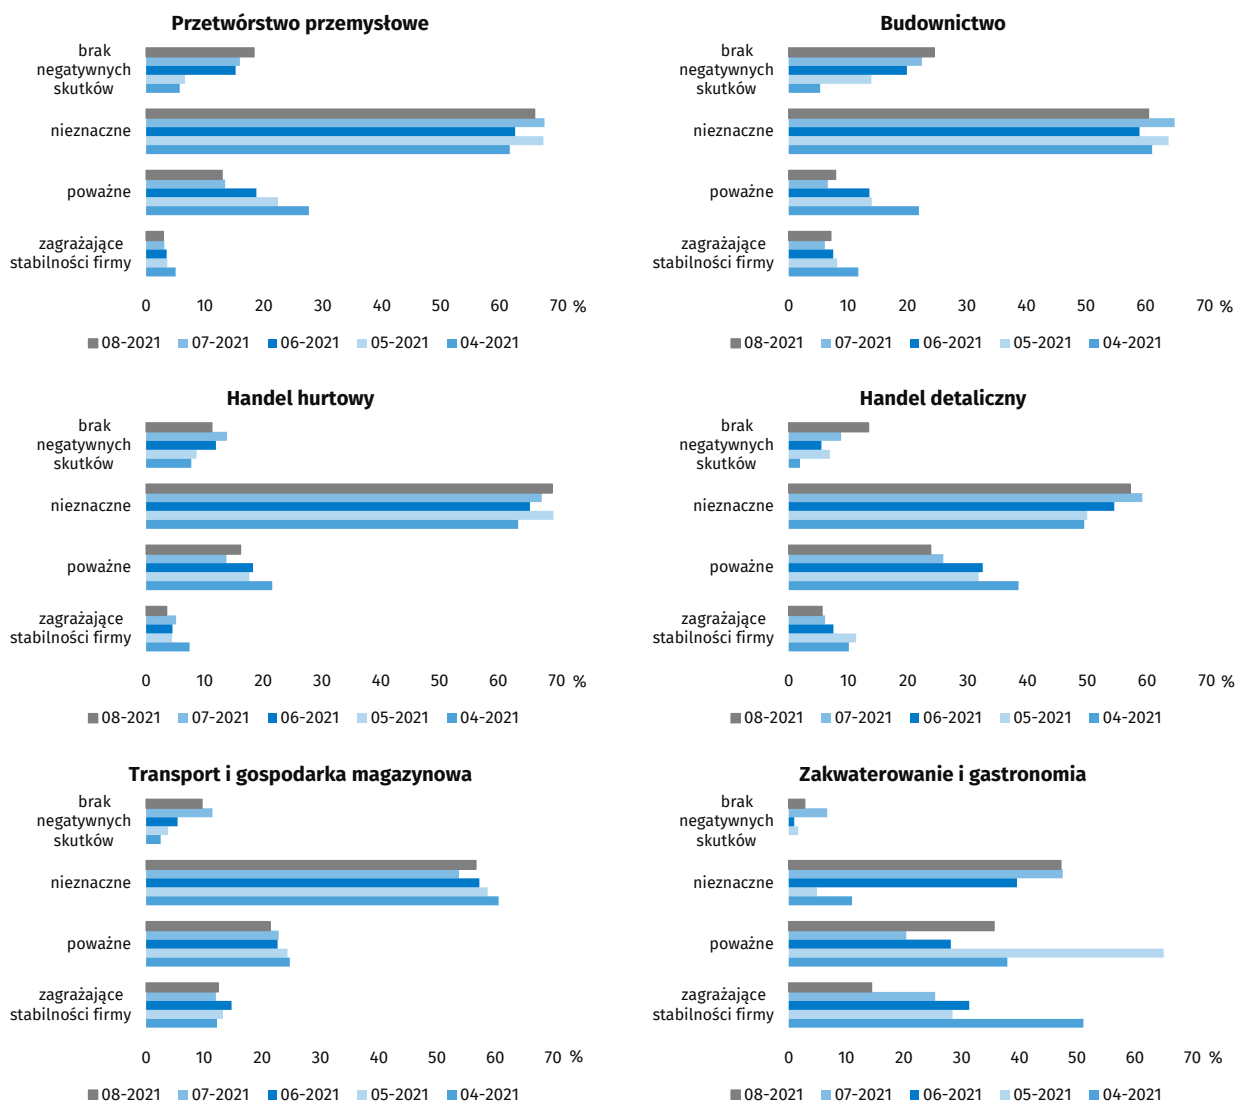 Przetwórstwo przemysłowe
brak
negatywnych
skutków
nieznaczne
poważne
zagrażające
stabilności firmy
0 10 20 30 40 50 60 70 %
08-2021 07-2021 06-2021 05-2021 04-2021
Budownictwo
brak
negatywnych
skutków
nieznaczne
poważne
zagrażające
stabilności firmy
0 10 20 30 40 50 60 70 %
08-2021 07-2021 06-2021 05-2021 04-2021
Handel hurtowy
brak
negatywnych
skutków
nieznaczne
poważne
zagrażające
stabilności firmy
0 10 20 30 40 50 60 70 %
08-2021 07-2021 06-2021 05-2021 04-2021
Handel detaliczny
brak
negatywnych
skutków
nieznaczne
poważne
zagrażające
stabilności firmy
0 10 20 30 40 50 60 70 %
08-2021 07-2021 06-2021 05-2021 04-2021
Transport i gospodarka magazynowa
brak
negatywnych
skutków
nieznaczne
poważne
zagrażające
stabilności firmy
0 10 20 30 40 50 60 70 %
08-2021 07-2021 06-2021 05-2021 04-2021
Zakwaterowanie i gastronomia
brak
negatywnych
skutków
nieznaczne
poważne
zagrażające
stabilności firmy
0 10 20 30 40 50 60 70 %
08-2021 07-2021 06-2021 05-2021 04-2021